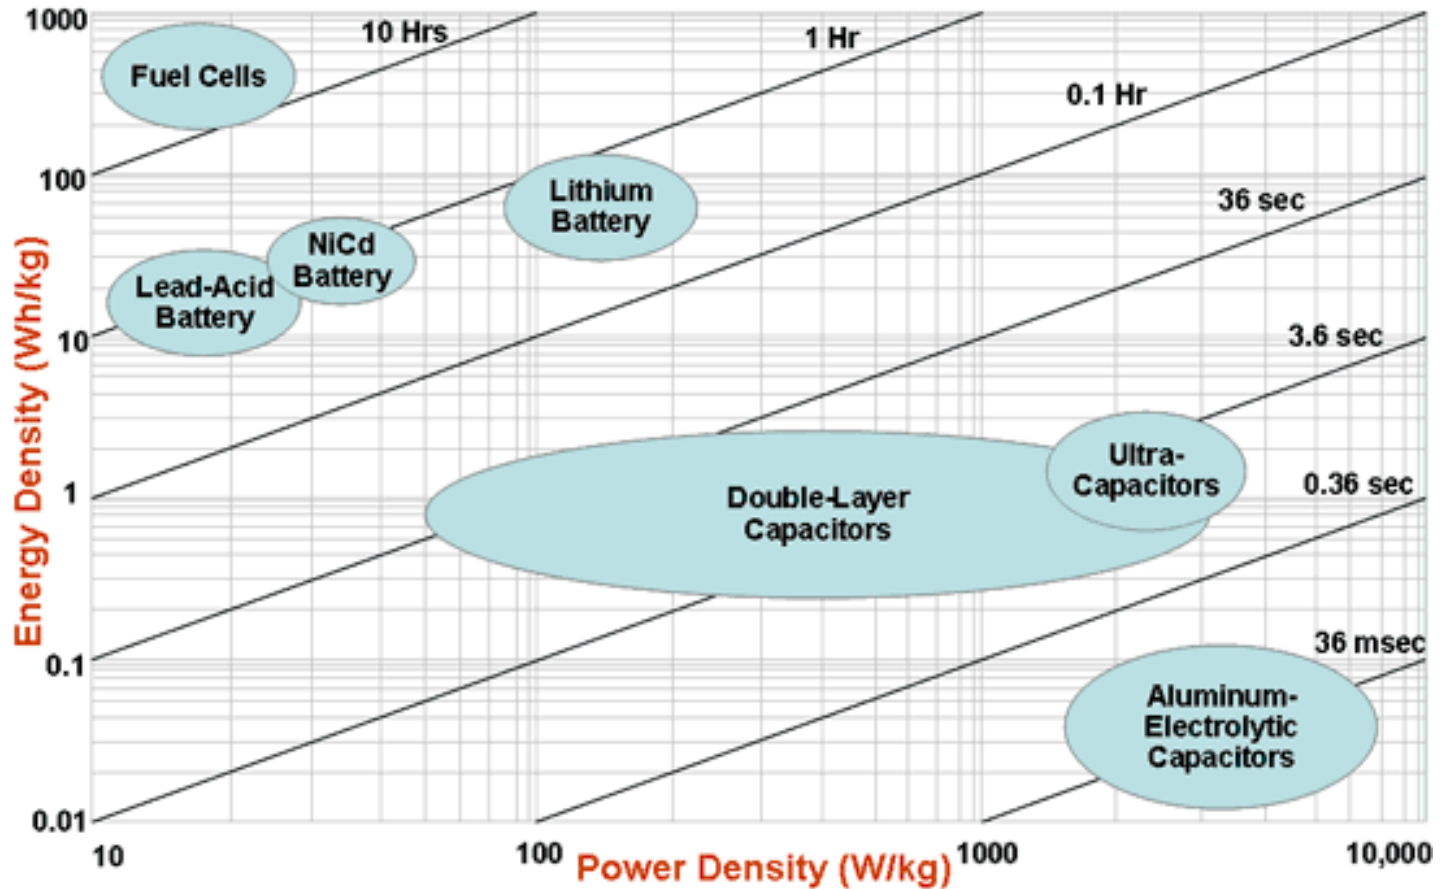 1000
10 Hrs
1 Hr
Fuel Cells
0.1 Hr
100
Lithium
Battery
36 sec
NiCd
Battery
Lead-Acid
Battery
10
3.6 sec
Energy Density (Wh/kg)
Ultra-
Capacitors
0.36 sec
1
Double-Layer
Capacitors
36 msec
0.1
Aluminum-
Electrolytic
Capacitors
0.01
10
100
Power Density (W/kg)
1000
10,000